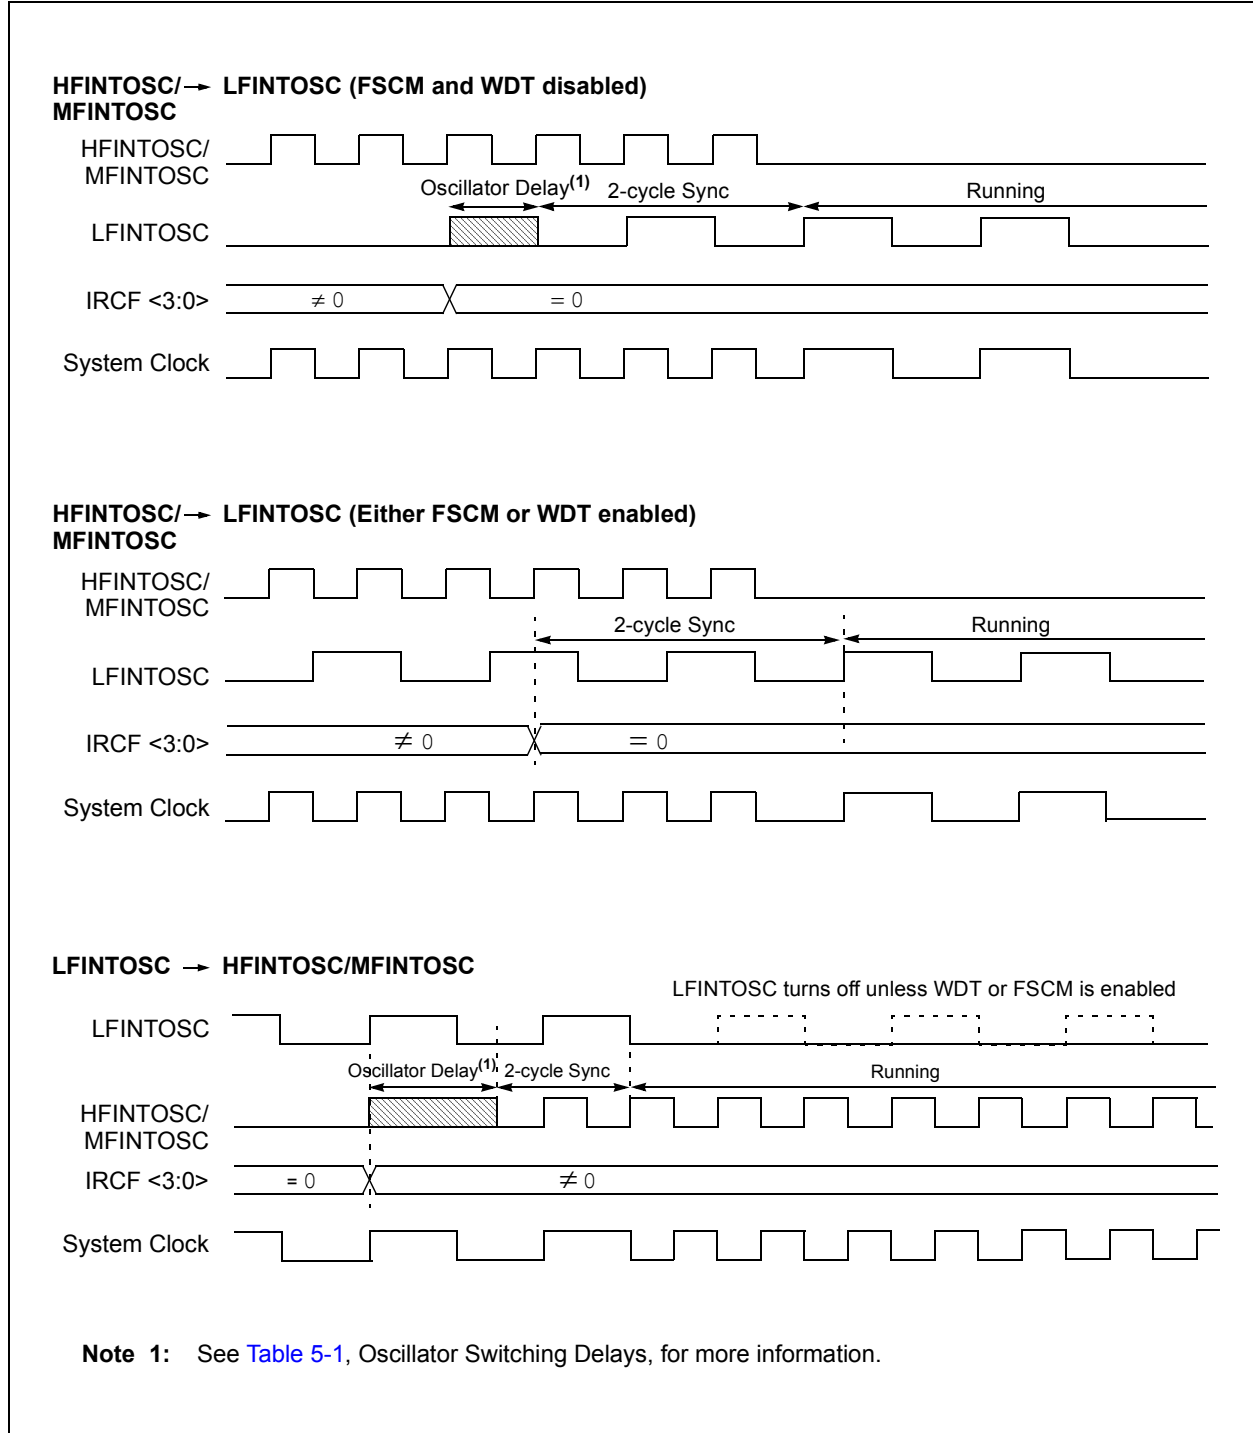 HFINTOSC/→ LFINTOSC (FSCM and WDT disabled)
MFINTOSC
HFINTOSC/
MFINTOSC
Oscillator Delay(1) 2-cycle Sync Running
LFINTOSC
IRCF <3:0> ≠ 0 = 0
System Clock
HFINTOSC/→ LFINTOSC (Either FSCM or WDT enabled)
MFINTOSC
HFINTOSC/
MFINTOSC
2-cycle Sync Running
LFINTOSC
IRCF <3:0> ≠ 0 = 0
System Clock
LFINTOSC → HFINTOSC/MFINTOSC
LFINTOSC turns off unless WDT or FSCM is enabled
LFINTOSC
Oscillator Delay(1) 2-cycle Sync Running
HFINTOSC/
MFINTOSC
IRCF <3:0> = 0 ≠ 0
System Clock
Note 1: See Table 5-1, Oscillator Switching Delays, for more information.